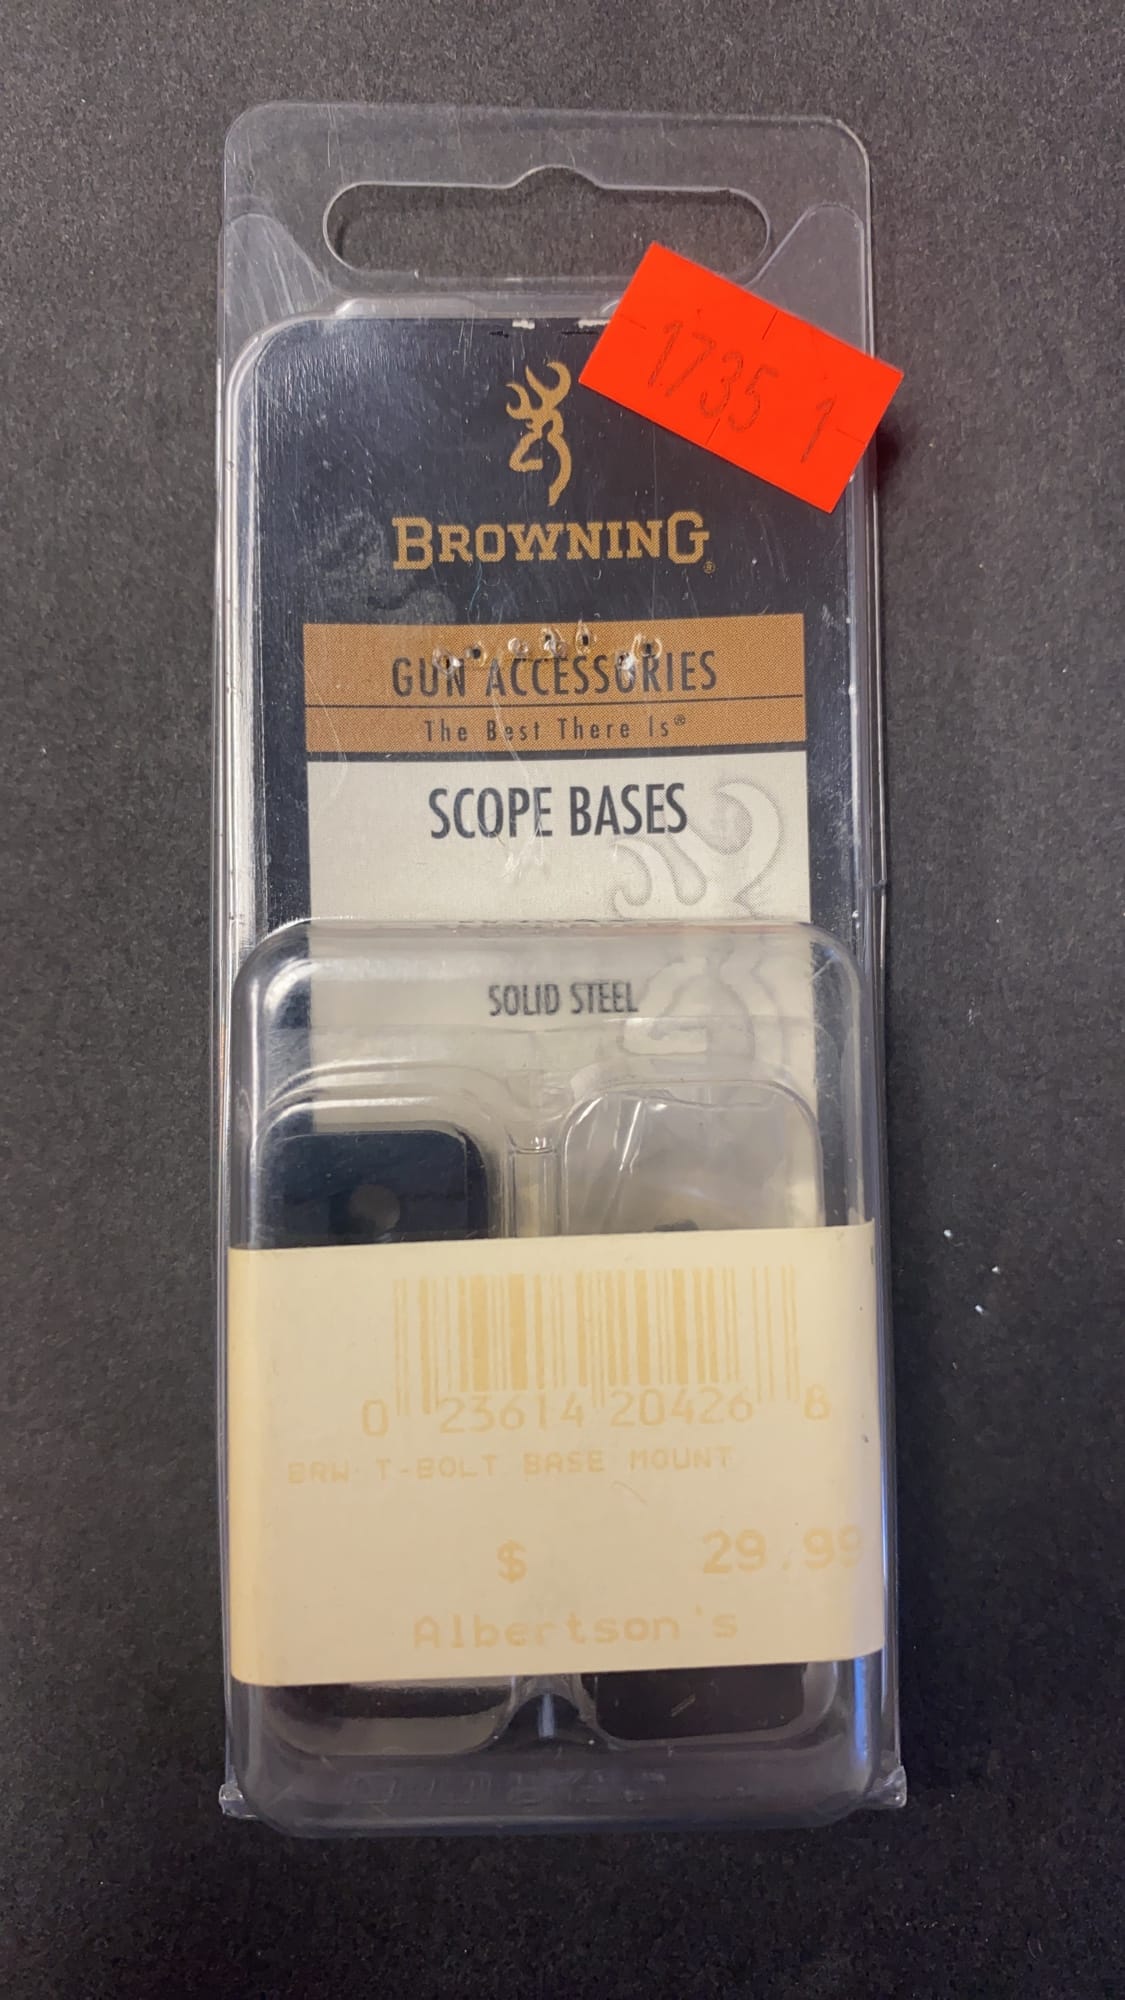 1735 1
BROWNING®
GUN ACCESSORIES
The Best There Is®
SCOPE BASES
SOLID STEEL
0 23614 20426 8
BRW T-BOLT BASE MOUNT
$ 29.99
Albertson's